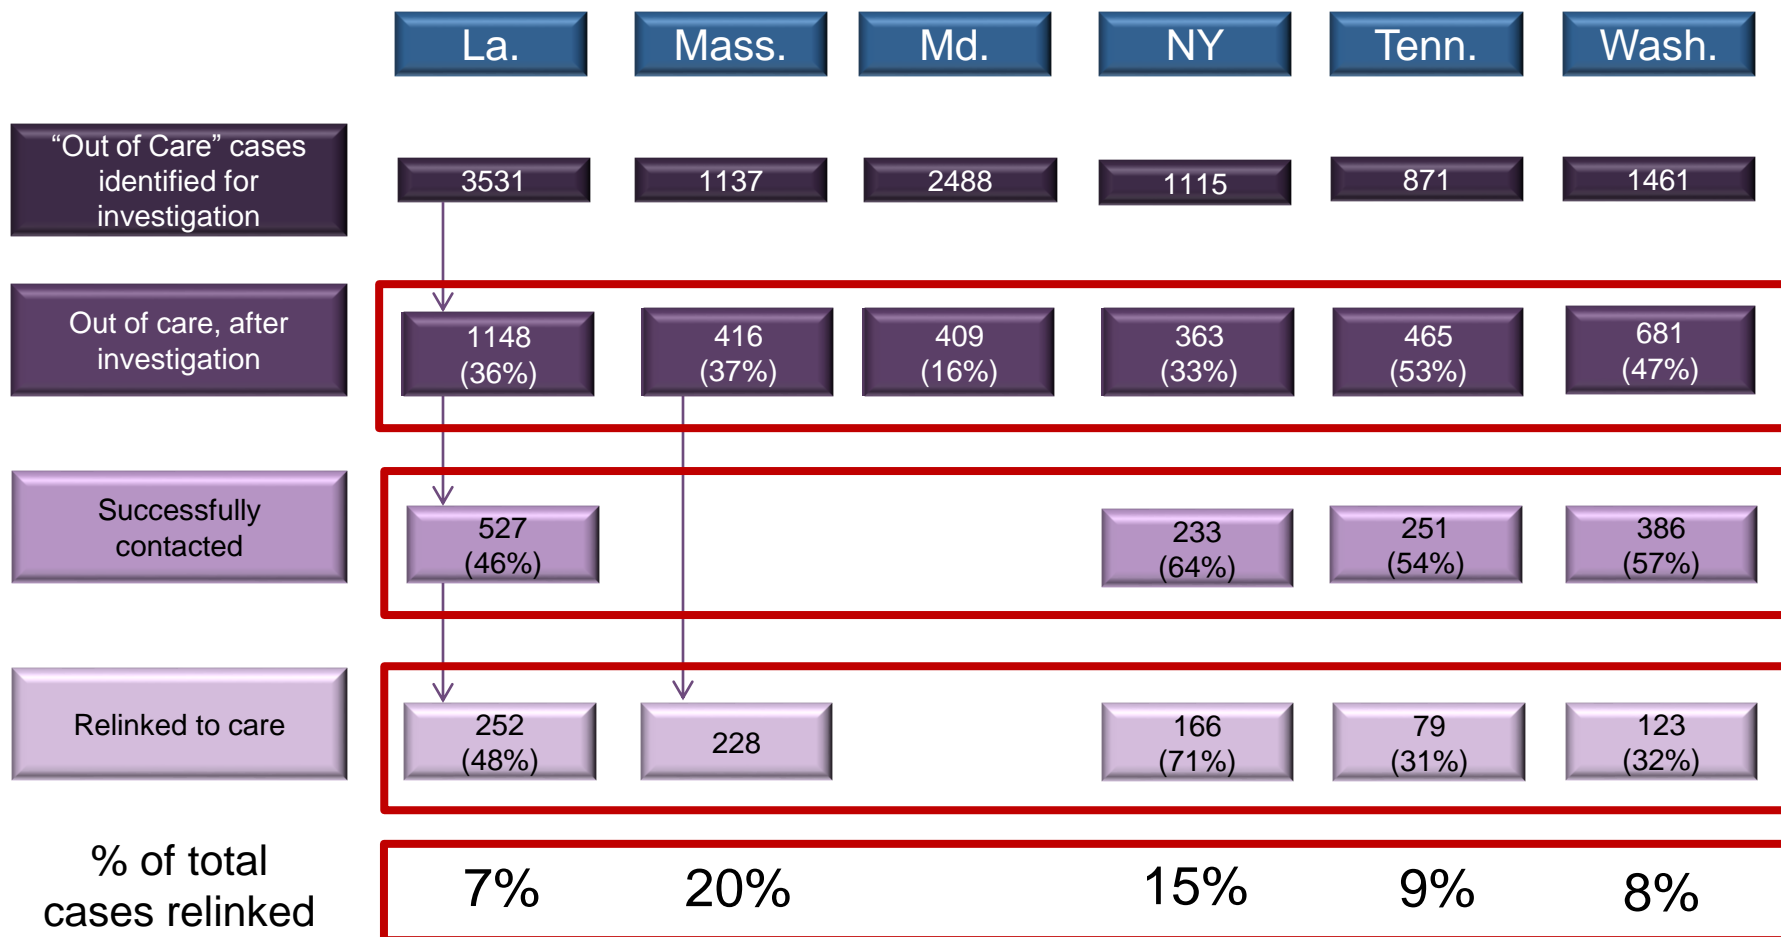 La.
Mass.
Md.
NY
Tenn.
Wash.
“Out of Care” cases
identified for
investigation
3531
1137
2488
1115
871
1461
Out of care, after
investigation
1148
(36%)
416
(37%)
409
(16%)
363
(33%)
465
(53%)
681
(47%)
Successfully
contacted
527
(46%)
233
(64%)
251
(54%)
386
(57%)
Relinked to care
252
(48%)
228
166
(71%)
79
(31%)
123
(32%)
% of total
cases relinked
7%
20%
15%
9%
8%